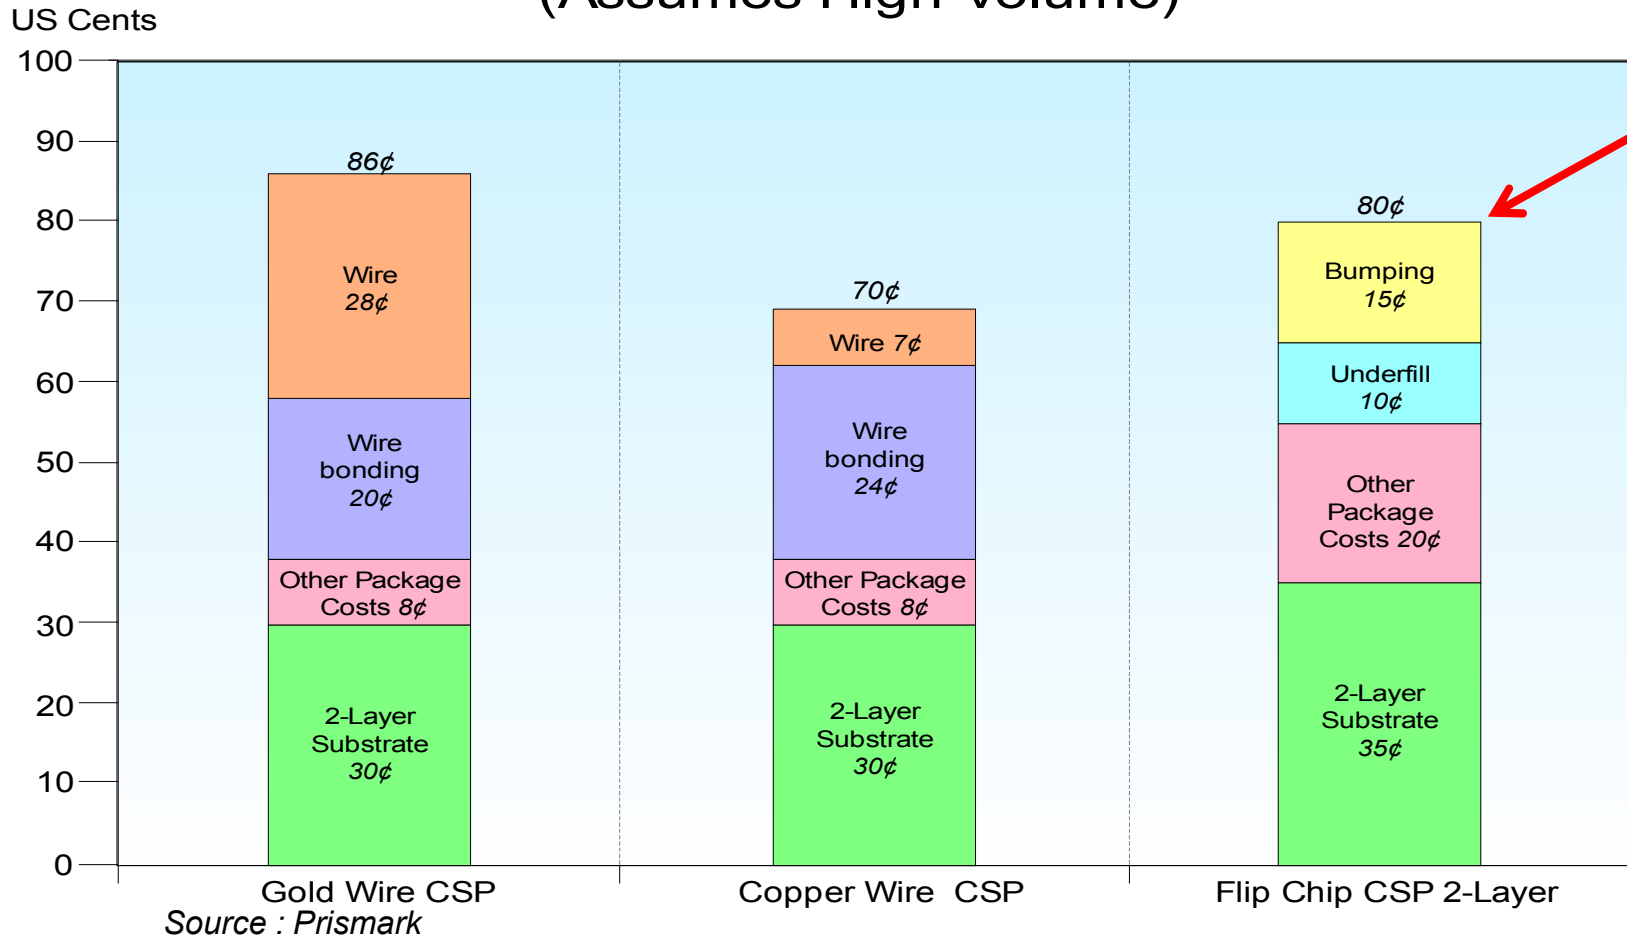 (Assumes High Volume)
US Cents
100
90
80
70
60
50
40
30
20
10
0
86¢
Wire
28¢
Wire
bonding
20¢
Other Package
Costs 8¢
2-Layer
Substrate
30¢
70¢
Wire 7¢
Wire
bonding
24¢
Other Package
Costs 8¢
2-Layer
Substrate
30¢
80¢
Bumping
15¢
Underfill
10¢
Other
Package
Costs 20¢
2-Layer
Substrate
35¢
Gold Wire CSP
Copper Wire CSP
Flip Chip CSP 2-Layer
Source : Prismark